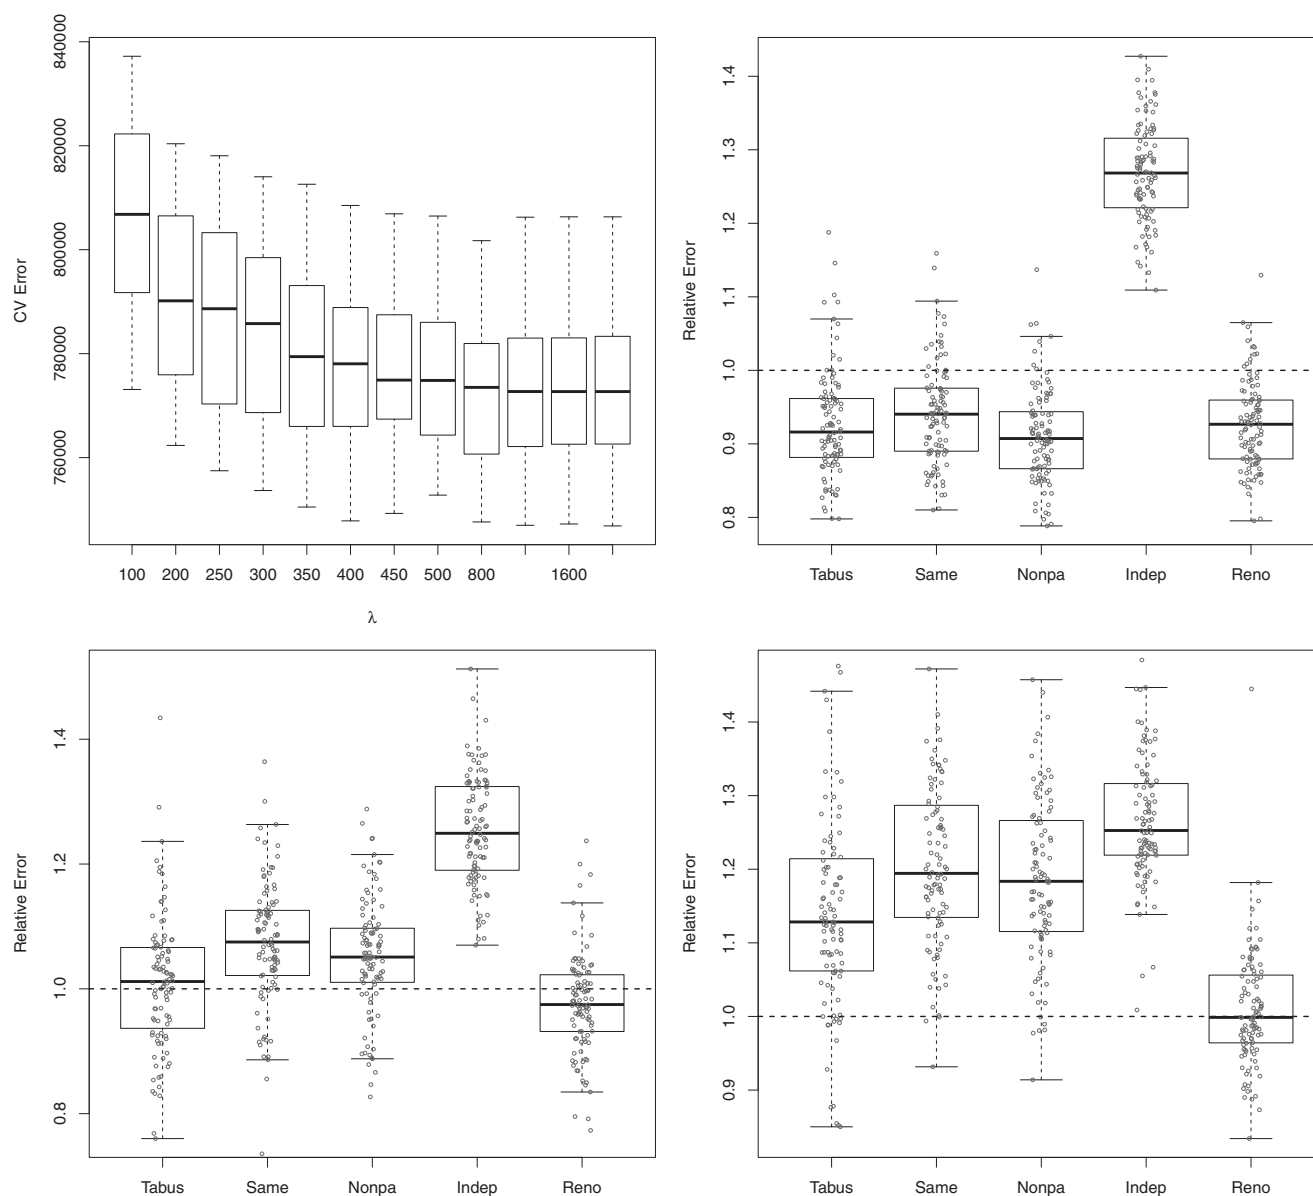 CV Error
840000
820000
800000
780000
760000
100 200 250 300 350 400 450 500 800 1600
λ
Relative Error
1.4
1.3
1.2
1.1
1.0
0.9
0.8
Tabus Same Nonpa Indep Reno
Relative Error
1.4
1.2
1.0
0.8
Tabus Same Nonpa Indep Reno
Relative Error
1.4
1.3
1.2
1.1
1.0
0.9
Tabus Same Nonpa Indep Reno